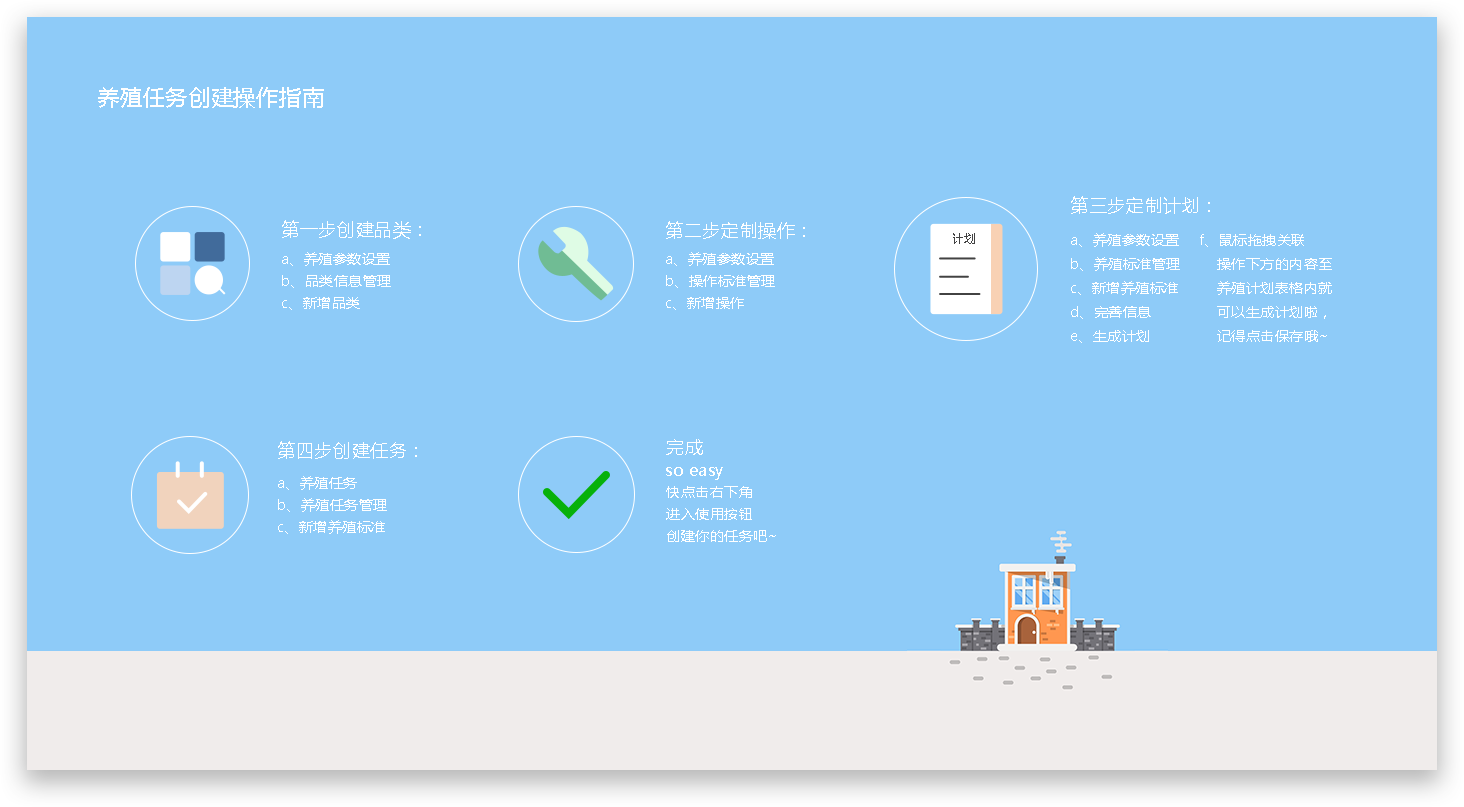 养殖任务创建操作指南
第一步创建品类：
a、养殖参数设置
b、品类信息管理
c、新增品类
第二步定制操作：
a、养殖参数设置
b、操作标准管理
c、新增操作
计划
第三步定制计划：
a、养殖参数设置
b、养殖标准管理
c、新增养殖标准
d、完善信息
e、生成计划
f、鼠标拖拽关联
操作下方的内容至
养殖计划表格内就
可以生成计划啦，
记得点击保存哦~
第四步创建任务：
a、养殖任务
b、养殖任务管理
c、新增养殖标准
完成
so easy
快点击右下角
进入使用按钮
创建你的任务吧~